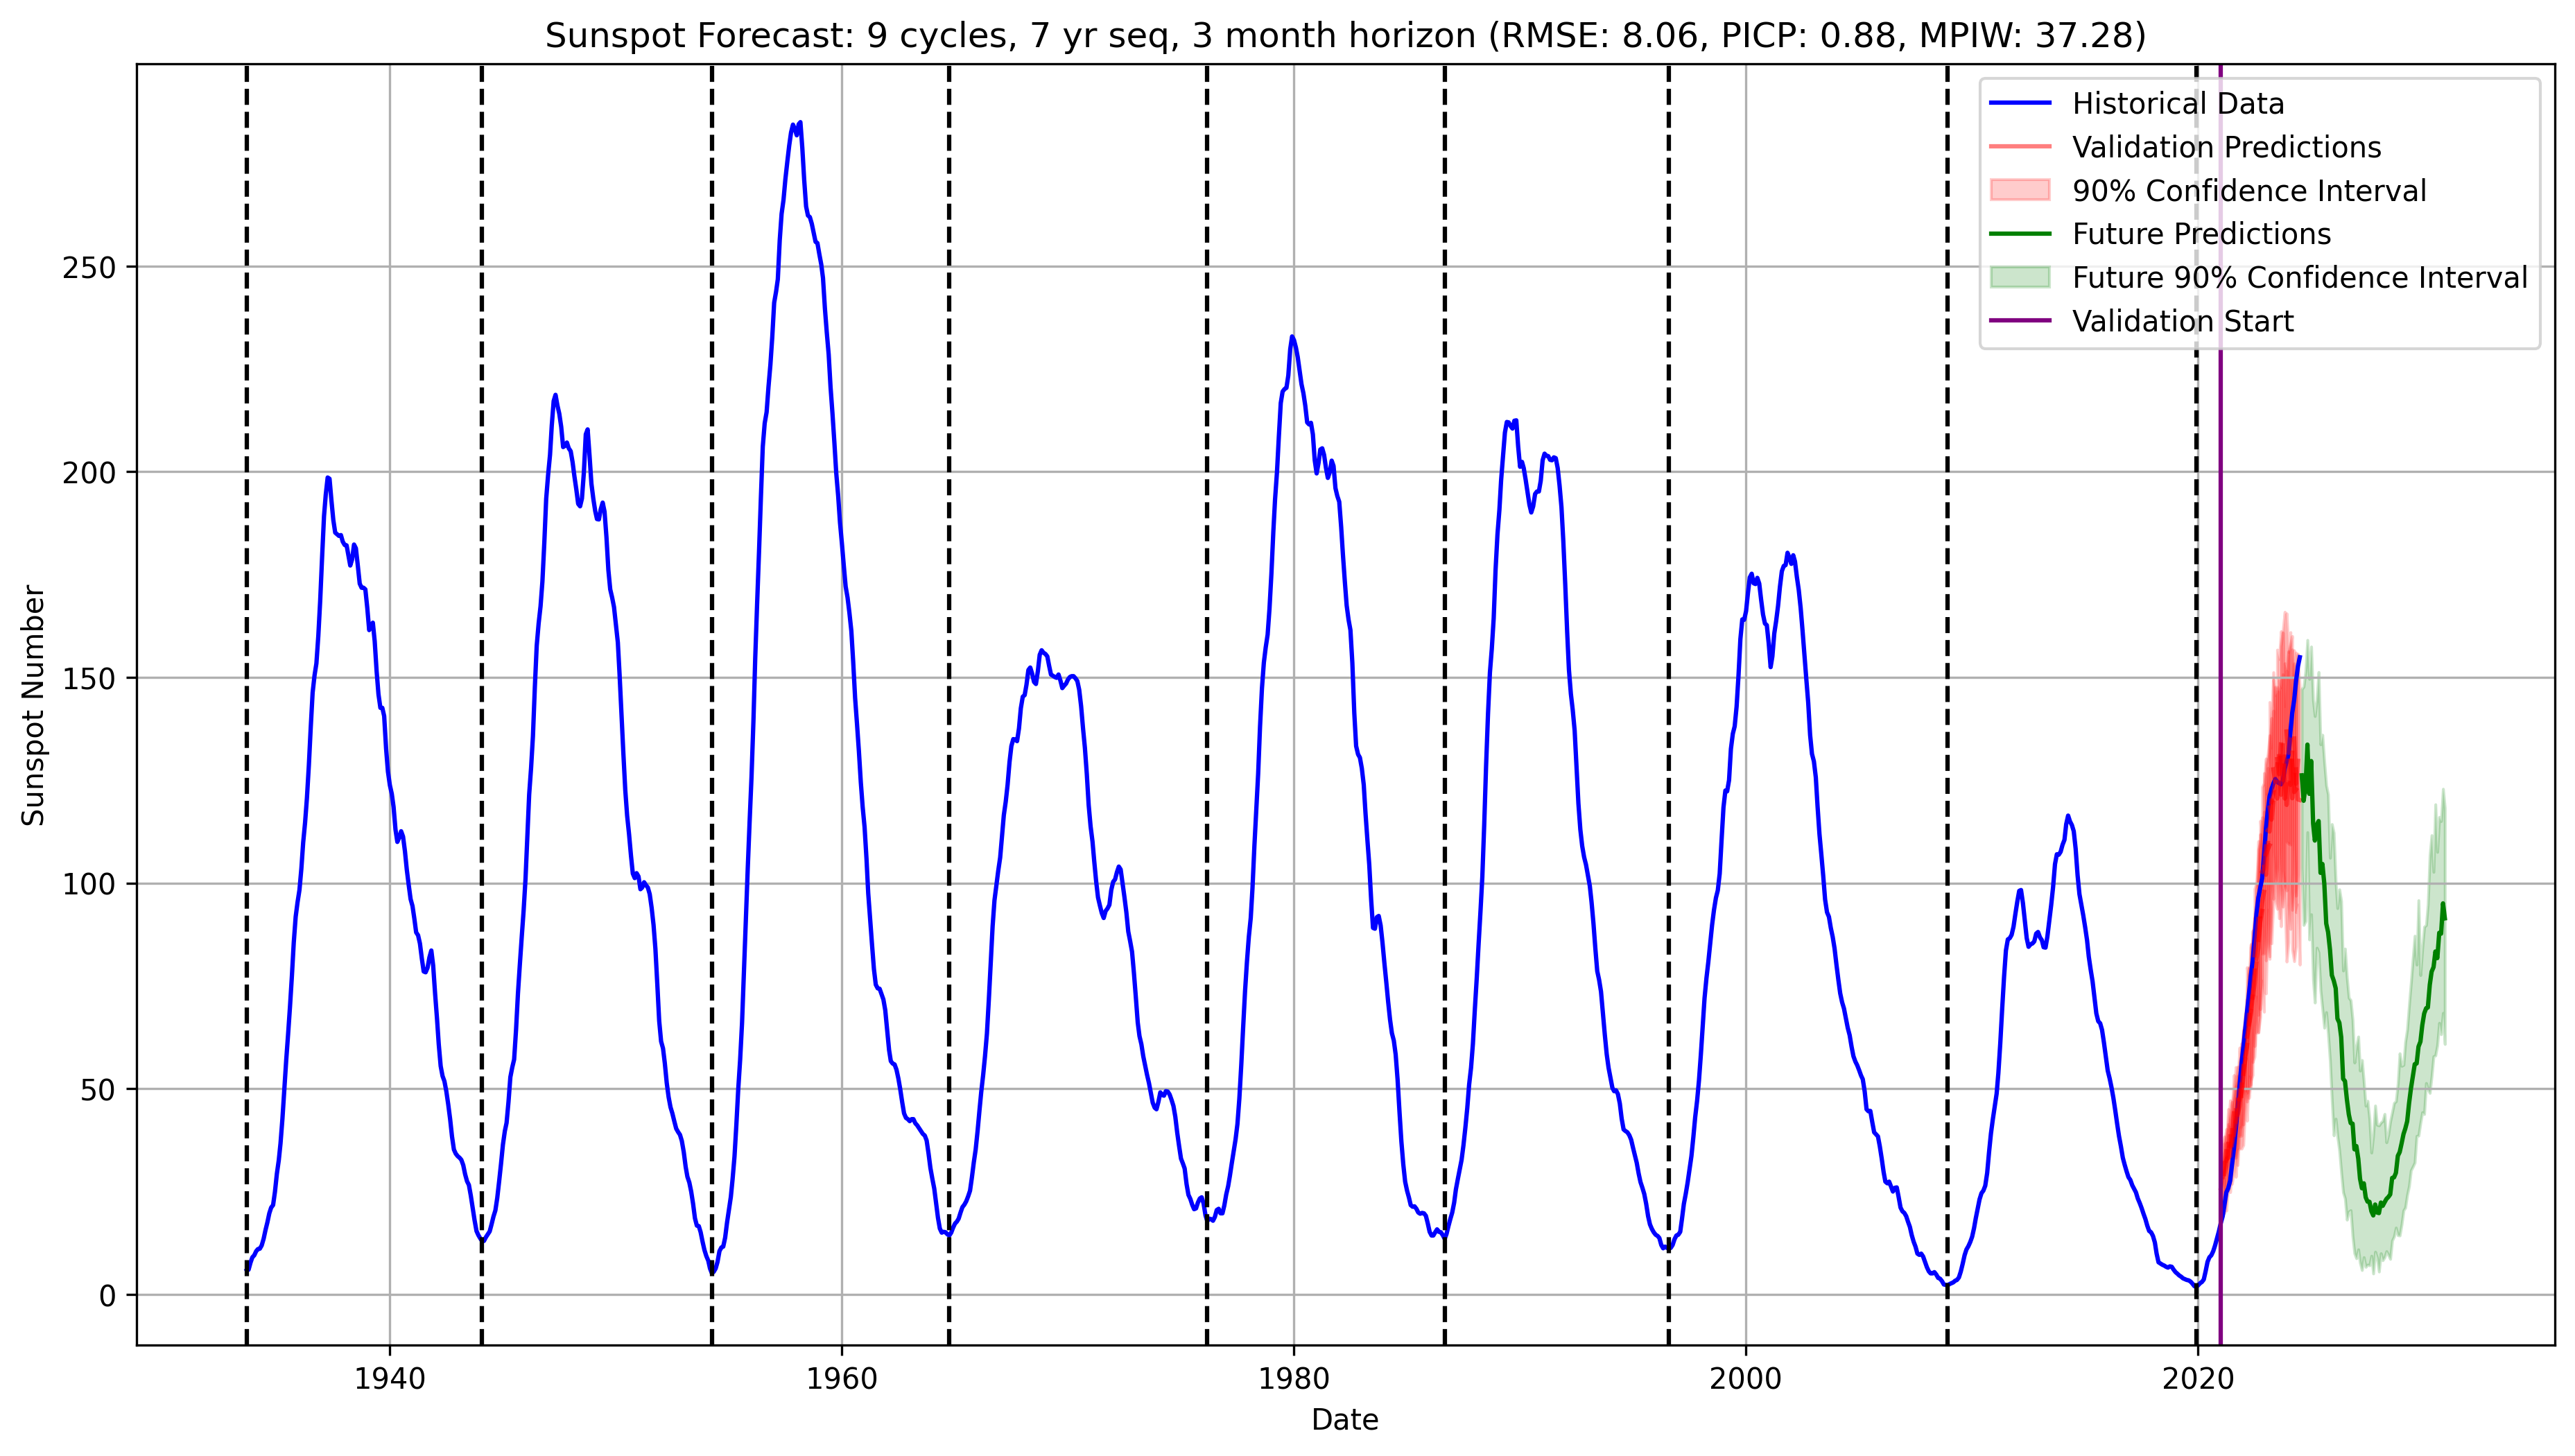 Sunspot Forecast: 9 cycles, 7 yr seq, 3 month horizon (RMSE: 8.06, PICP: 0.88, MPIW: 37.28)
Historical Data
Validation Predictions
90% Confidence Interval
Future Predictions
Future 90% Confidence Interval
Validation Start
Sunspot Number
250
200
150
100
50
0
1940
1960
1980
2000
2020
Date